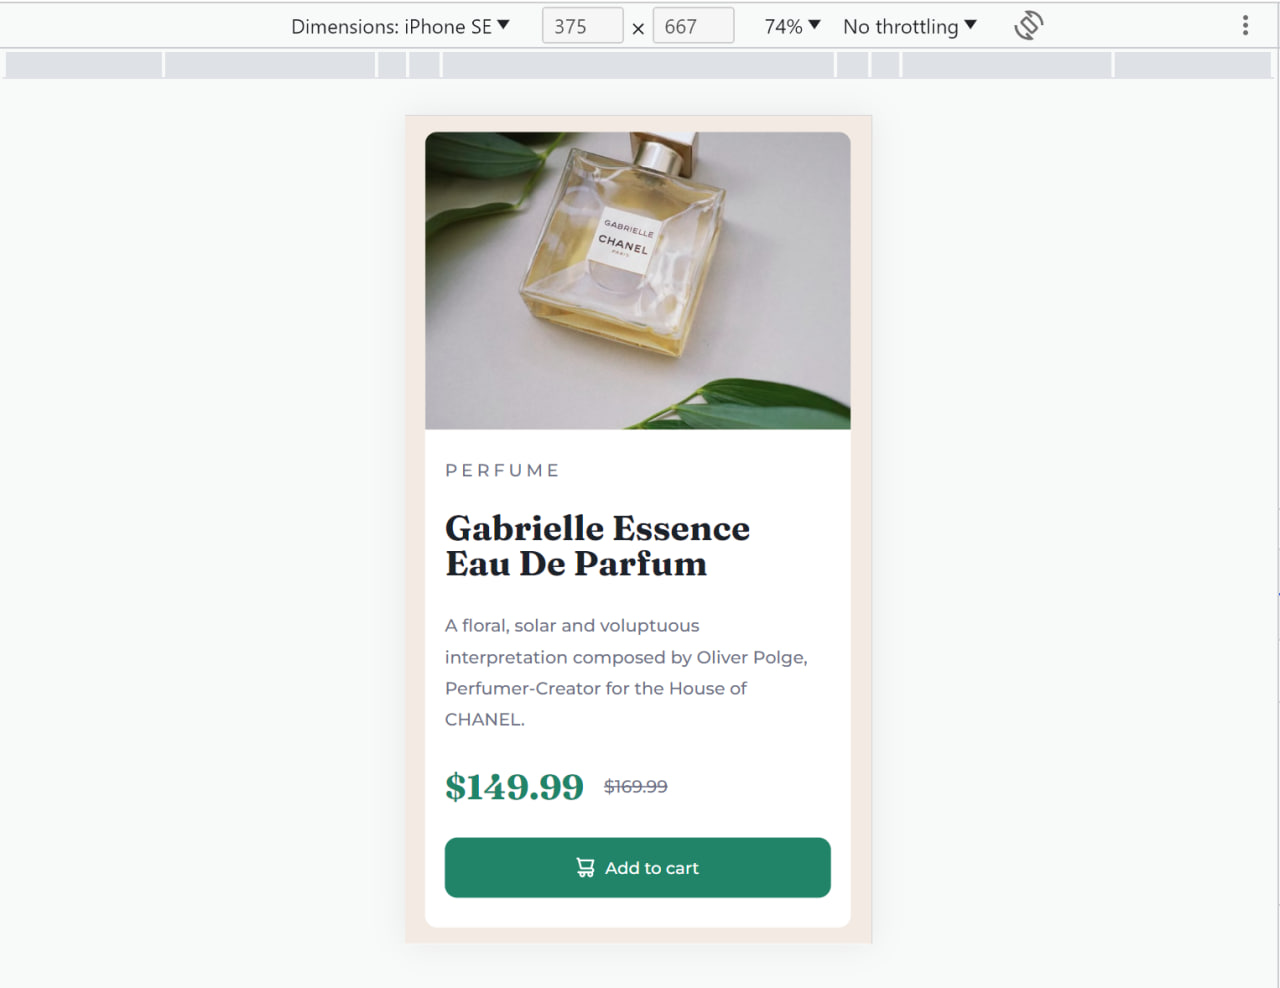 Dimensions: iPhone SE 375 × 667 74% No throttling
GABRIELLE
CHANEL
PARIS
PERFUME
Gabrielle Essence
Eau De Parfum
A floral, solar and voluptuous
interpretation composed by Oliver Polge,
Perfumer-Creator for the House of
CHANEL.
$149.99 $169.99
Add to cart